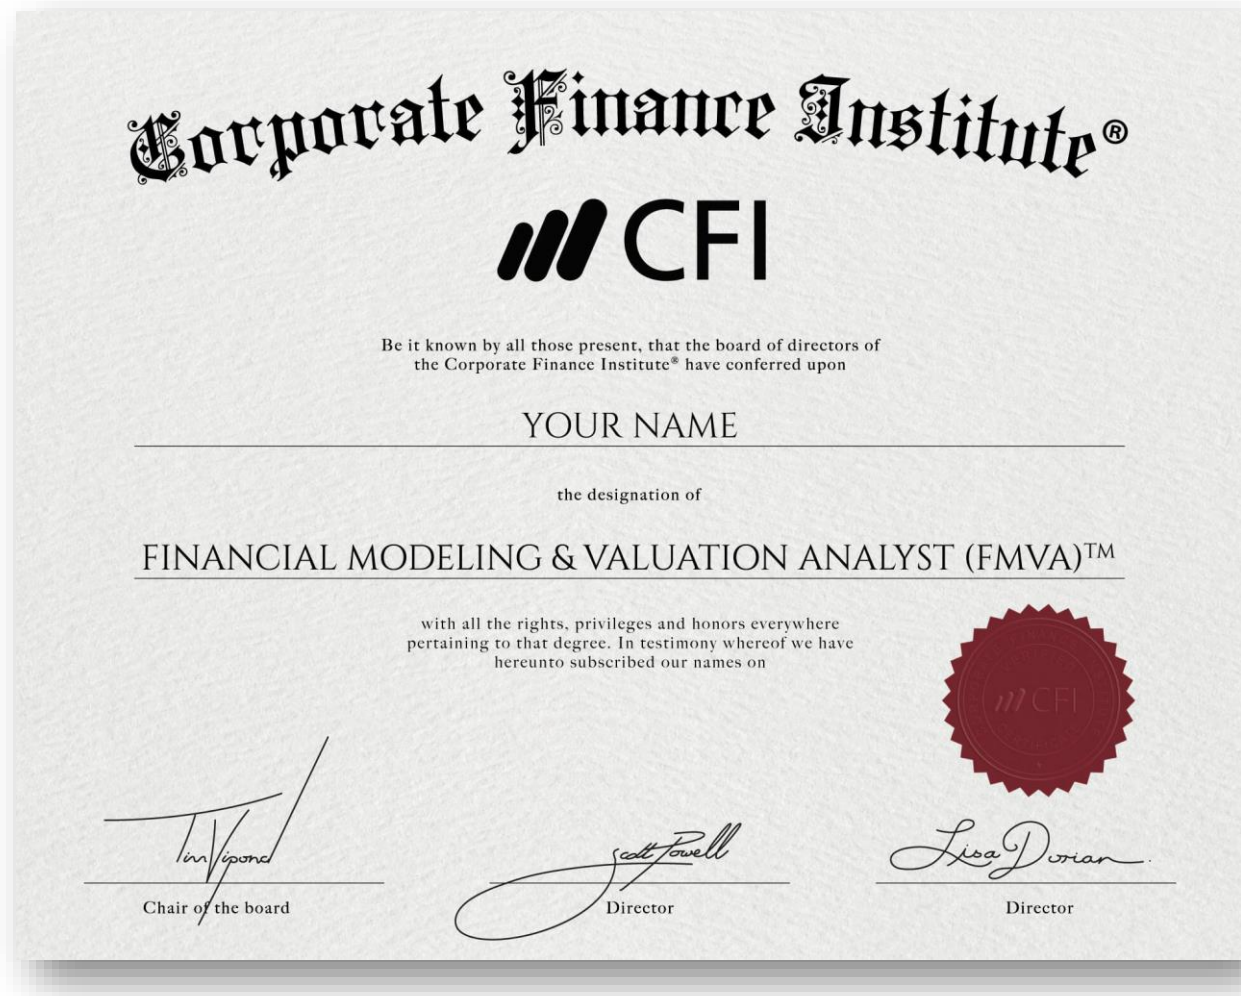 Corporate Finance Institute®
CFI
Be it known by all those present, that the board of directors of
the Corporate Finance Institute® have conferred upon
YOUR NAME
the designation of
FINANCIAL MODELING & VALUATION ANALYST (FMVA)™
with all the rights, privileges and honors everywhere
pertaining to that degree. In testimony whereof we have
hereunto subscribed our names on
CFI
Tim Vipond
Scott Powell
Lisa Dorian
Chair of the board
Director
Director